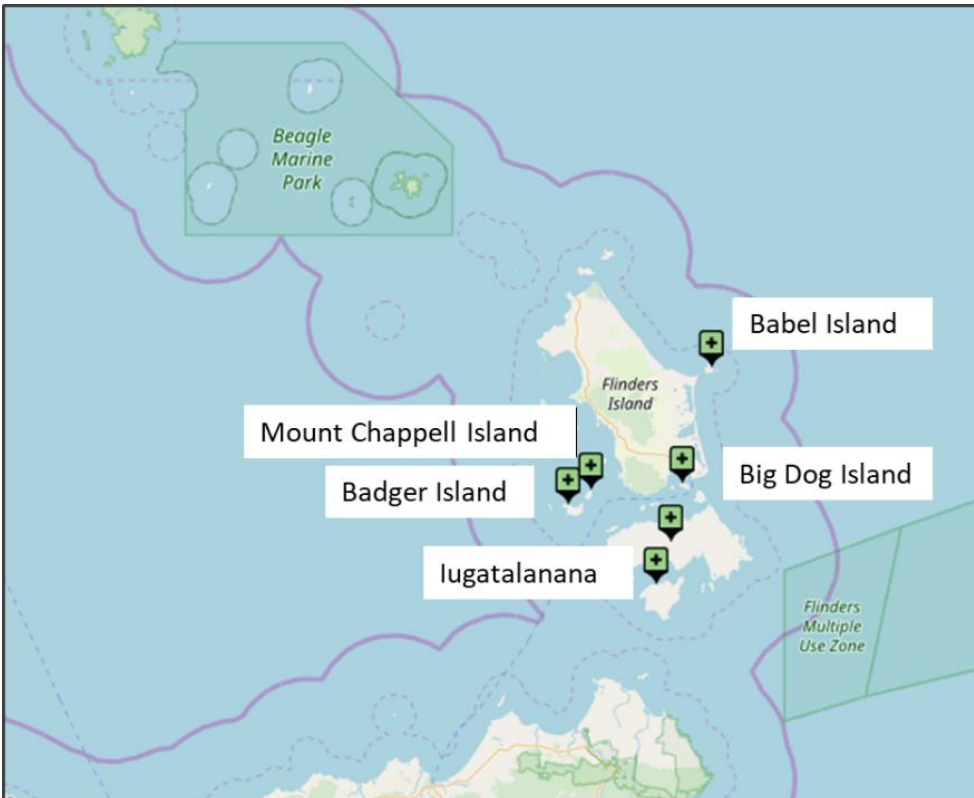 Beagle
Marine
Park
Babel Island
Flinders
Island
Mount Chappell Island
Badger Island
Big Dog Island
lugatalanana
Flinders
Multiple
Use Zone